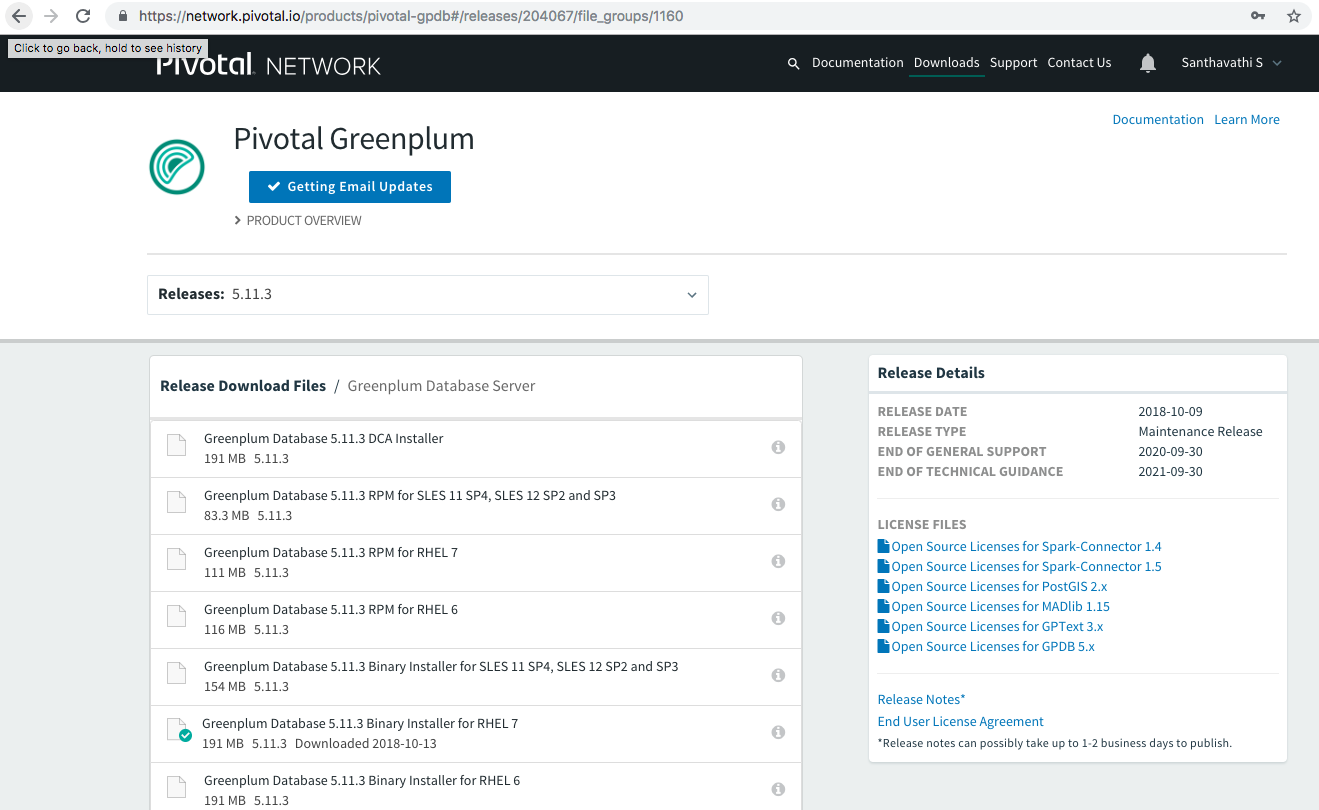 https://network.pivotal.io/products/pivotal-gpdb#/releases/204067/file_groups/1160
Click to go back, hold to see history
Pivotal NETWORK
Documentation Downloads Support Contact Us Santhavathi S
Documentation Learn More
Pivotal Greenplum
Getting Email Updates
PRODUCT OVERVIEW
Releases: 5.11.3
Release Download Files / Greenplum Database Server
Greenplum Database 5.11.3 DCA Installer
191 MB 5.11.3
Greenplum Database 5.11.3 RPM for SLES 11 SP4, SLES 12 SP2 and SP3
83.3 MB 5.11.3
Greenplum Database 5.11.3 RPM for RHEL 7
111 MB 5.11.3
Greenplum Database 5.11.3 RPM for RHEL 6
116 MB 5.11.3
Greenplum Database 5.11.3 Binary Installer for SLES 11 SP4, SLES 12 SP2 and SP3
154 MB 5.11.3
Greenplum Database 5.11.3 Binary Installer for RHEL 7
191 MB 5.11.3 Downloaded 2018-10-13
Greenplum Database 5.11.3 Binary Installer for RHEL 6
191 MB 5.11.3
Release Details
RELEASE DATE 2018-10-09
RELEASE TYPE Maintenance Release
END OF GENERAL SUPPORT 2020-09-30
END OF TECHNICAL GUIDANCE 2021-09-30
LICENSE FILES
Open Source Licenses for Spark-Connector 1.4
Open Source Licenses for Spark-Connector 1.5
Open Source Licenses for PostGIS 2.x
Open Source Licenses for MADlib 1.15
Open Source Licenses for GPText 3.x
Open Source Licenses for GPDB 5.x
Release Notes*
End User License Agreement
*Release notes can possibly take up to 1-2 business days to publish.